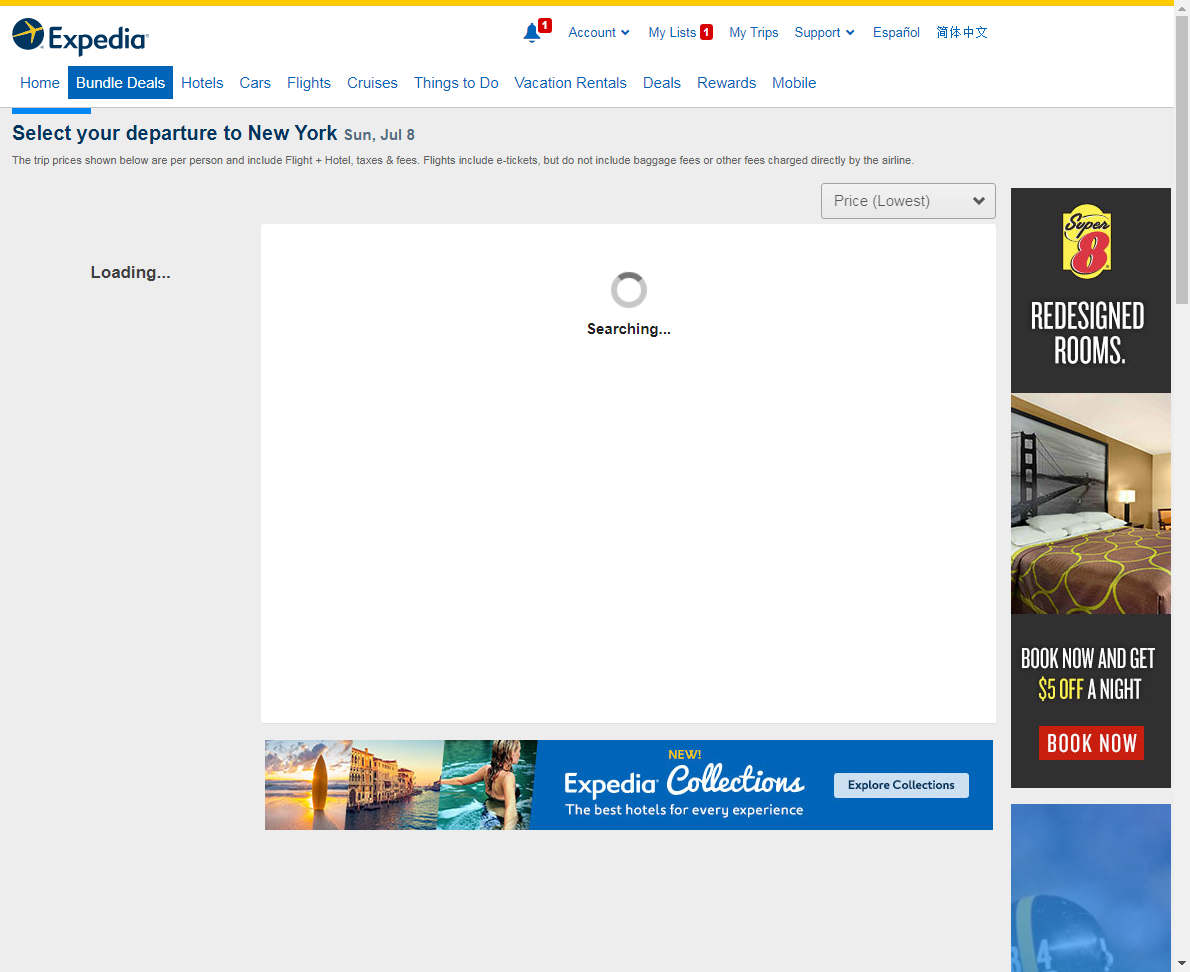 Expedia
1
Account
My Lists 1
My Trips
Support
Español
简体中文
Home
Bundle Deals
Hotels
Cars
Flights
Cruises
Things to Do
Vacation Rentals
Deals
Rewards
Mobile
Select your departure to New York Sun, Jul 8
The trip prices shown below are per person and include Flight + Hotel, taxes & fees. Flights include e-tickets, but do not include baggage fees or other fees charged directly by the airline.
Price (Lowest)
Loading...
Searching...
Super
8
REDESIGNED
ROOMS.
BOOK NOW AND GET
$5 OFF A NIGHT
BOOK NOW
NEW!
Expedia Collections
The best hotels for every experience
Explore Collections